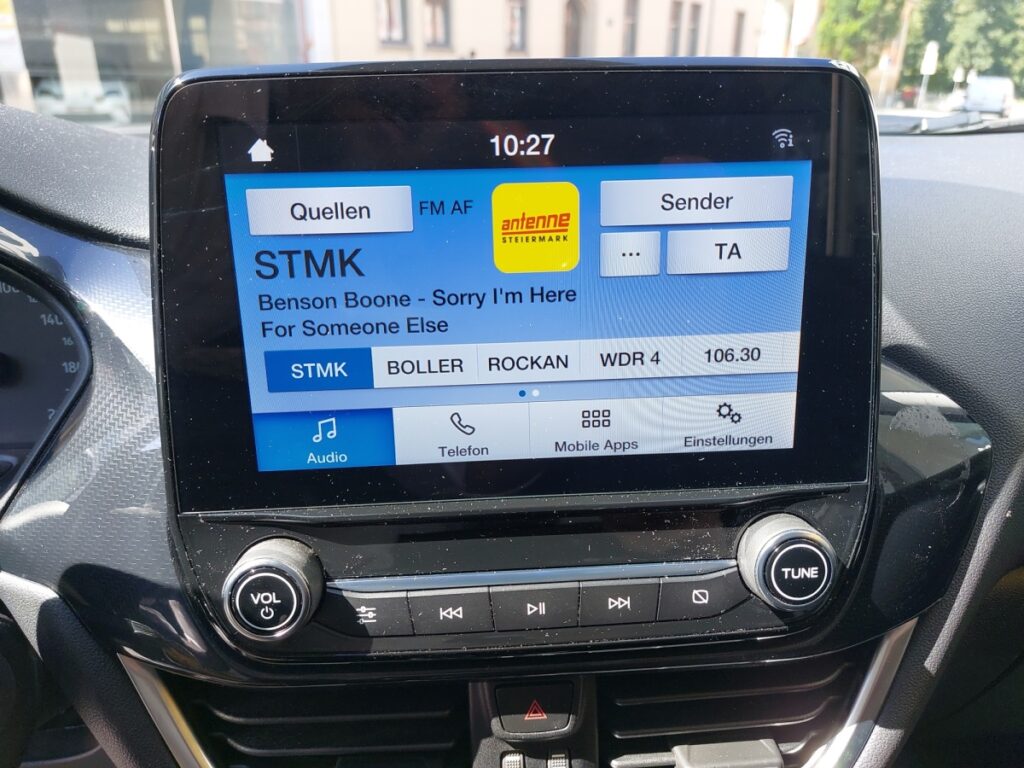 10:27
Quellen
FM AF
antenne
STEIERMARK
Sender
...
TA
STMK
Benson Boone - Sorry I'm Here
For Someone Else
STMK
BOLLER
ROCKAN
WDR 4
106.30
Audio
Telefon
Mobile Apps
Einstellungen
VOL
TUNE